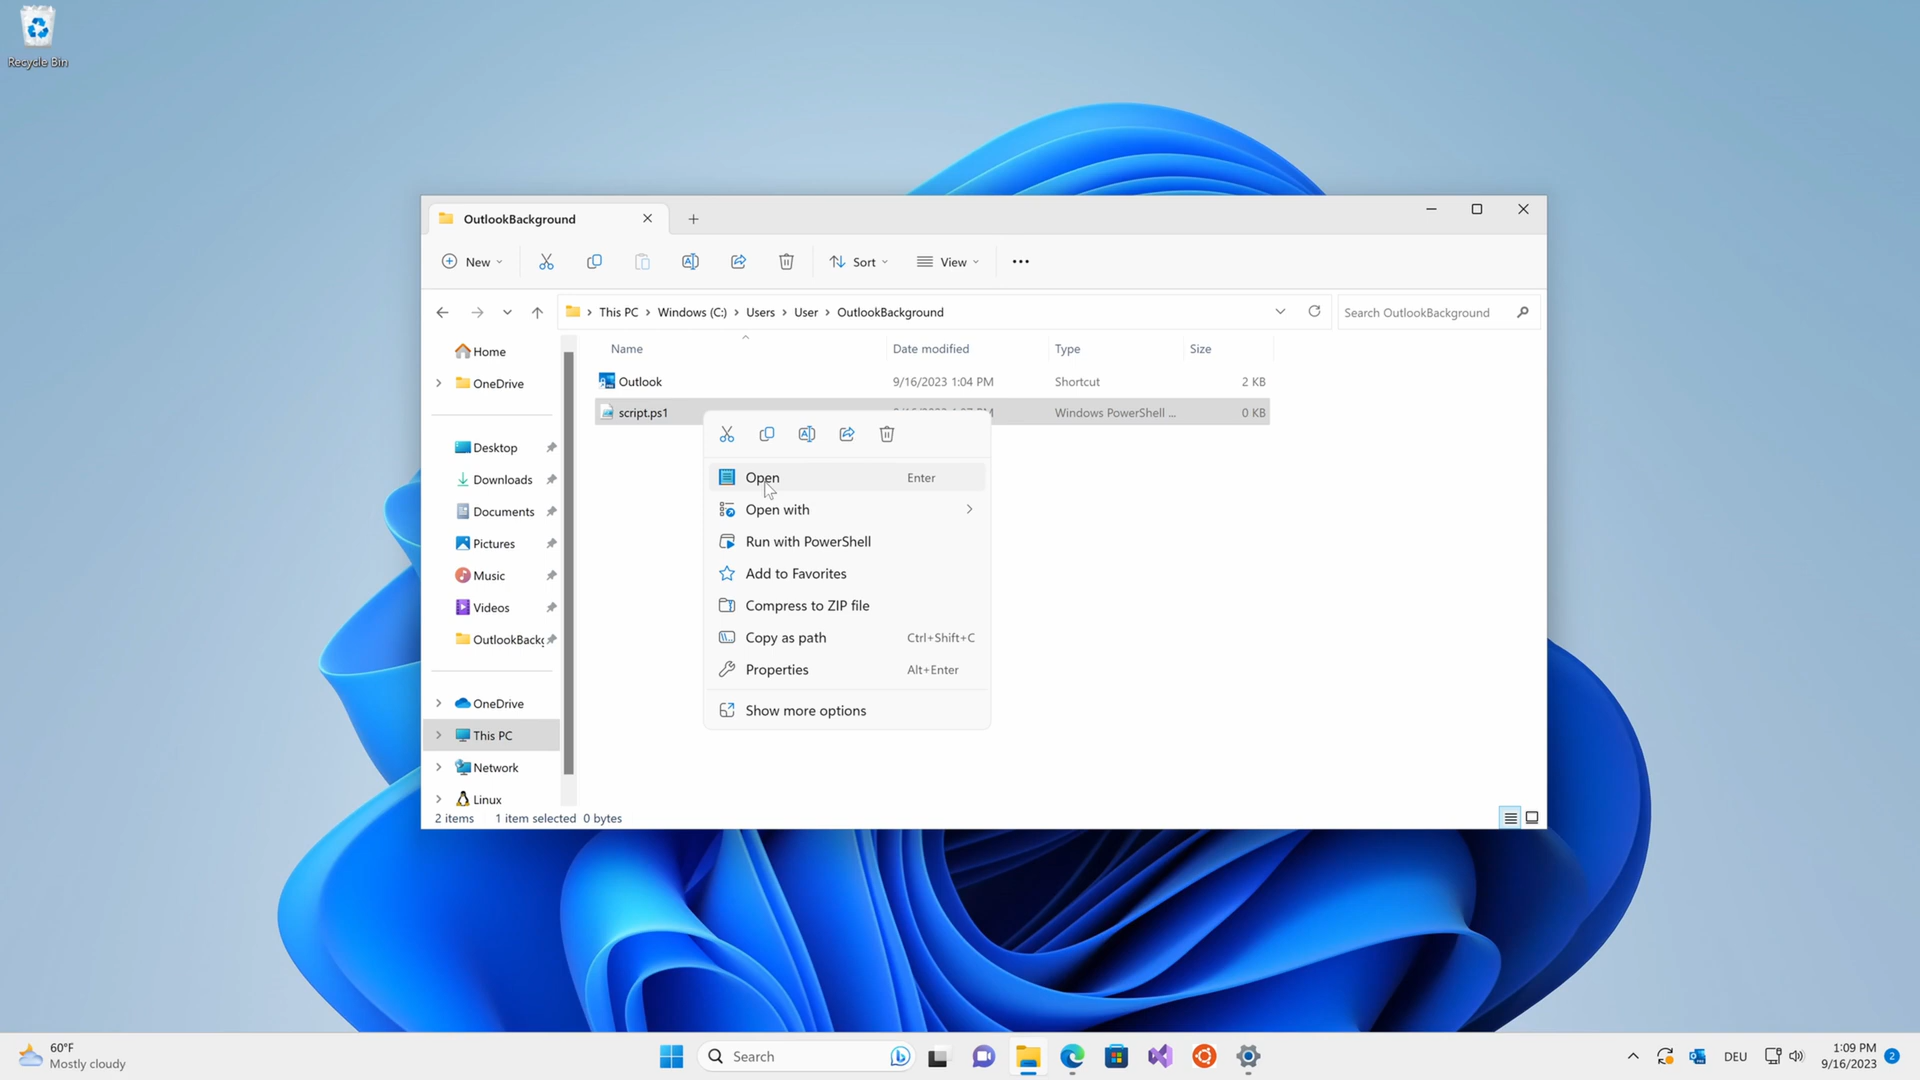 Recycle Bin
OutlookBackground
New
Sort
View
This PC
Windows (C:)
Users
User
OutlookBackground
Search OutlookBackground
Home
OneDrive
Desktop
Downloads
Documents
Pictures
Music
Videos
OutlookBackg
OneDrive
This PC
Network
Linux
Name
Date modified
Type
Size
Outlook
9/16/2023 1:04 PM
Shortcut
2 KB
script.ps1
Windows PowerShell ...
0 KB
Open
Enter
Open with
Run with PowerShell
Add to Favorites
Compress to ZIP file
Copy as path
Ctrl+Shift+C
Properties
Alt+Enter
Show more options
2 items
1 item selected
0 bytes
60°F
Mostly cloudy
Search
DEU
1:09 PM
9/16/2023
2